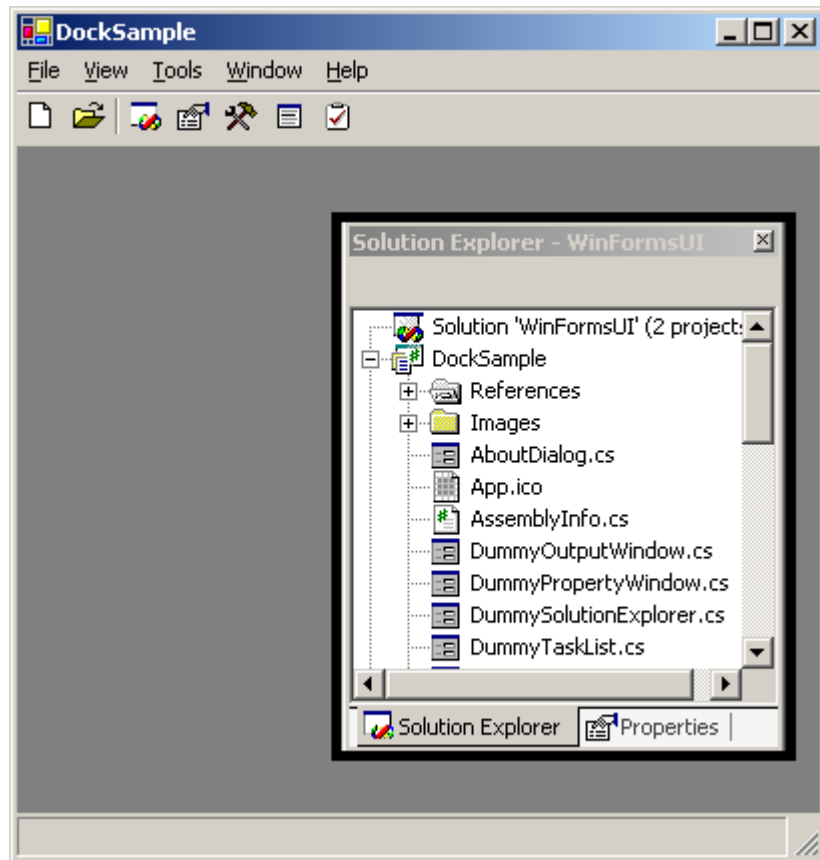 DockSample
File View Tools Window Help
Solution Explorer - WinFormsUI
Solution 'WinFormsUI' (2 project:
DockSample
References
Images
AboutDialog.cs
App.ico
AssemblyInfo.cs
DummyOutputWindow.cs
DummyPropertyWindow.cs
DummySolutionExplorer.cs
DummyTaskList.cs
Solution Explorer Properties